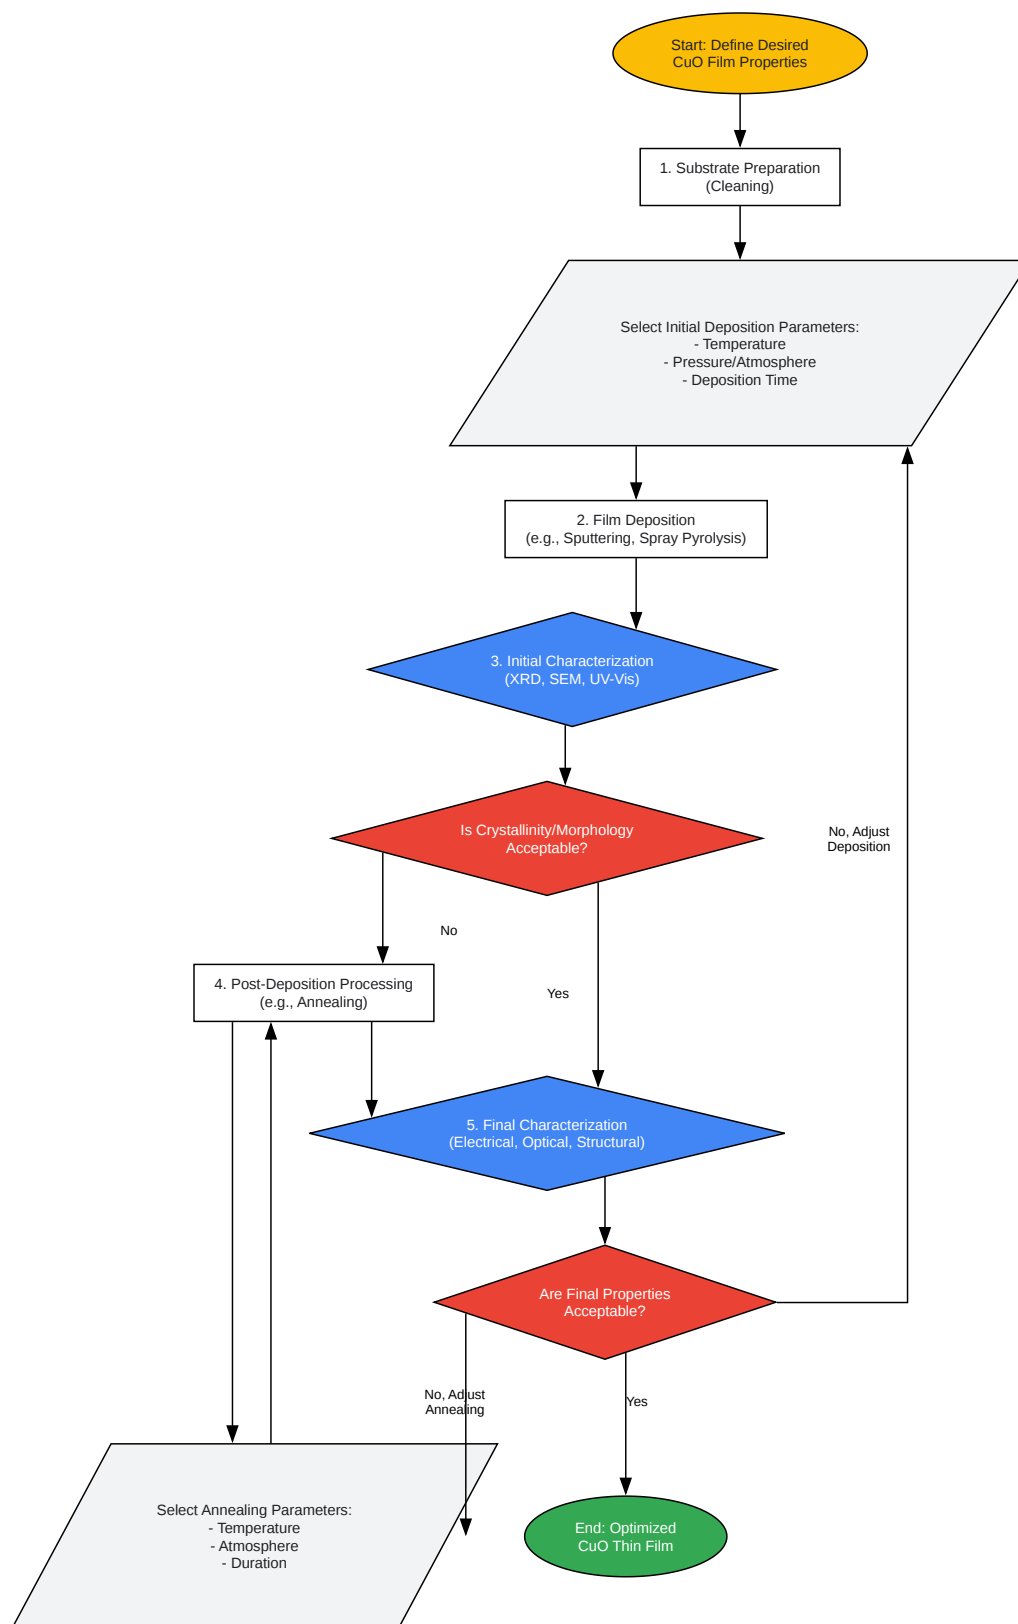 Start: Define Desired
CuO Film Properties
1. Substrate Preparation
(Cleaning)
Select Initial Deposition Parameters:
- Temperature
- Pressure/Atmosphere
- Deposition Time
2. Film Deposition
(e.g., Sputtering, Spray Pyrolysis)
3. Initial Characterization
(XRD, SEM, UV-Vis)
Is Crystallinity/Morphology
Acceptable?
No, Adjust
Deposition
No
4. Post-Deposition Processing
(e.g., Annealing)
Yes
5. Final Characterization
(Electrical, Optical, Structural)
Are Final Properties
Acceptable?
No, Adjust
Annealing
Yes
Select Annealing Parameters:
- Temperature
- Atmosphere
- Duration
End: Optimized
CuO Thin Film